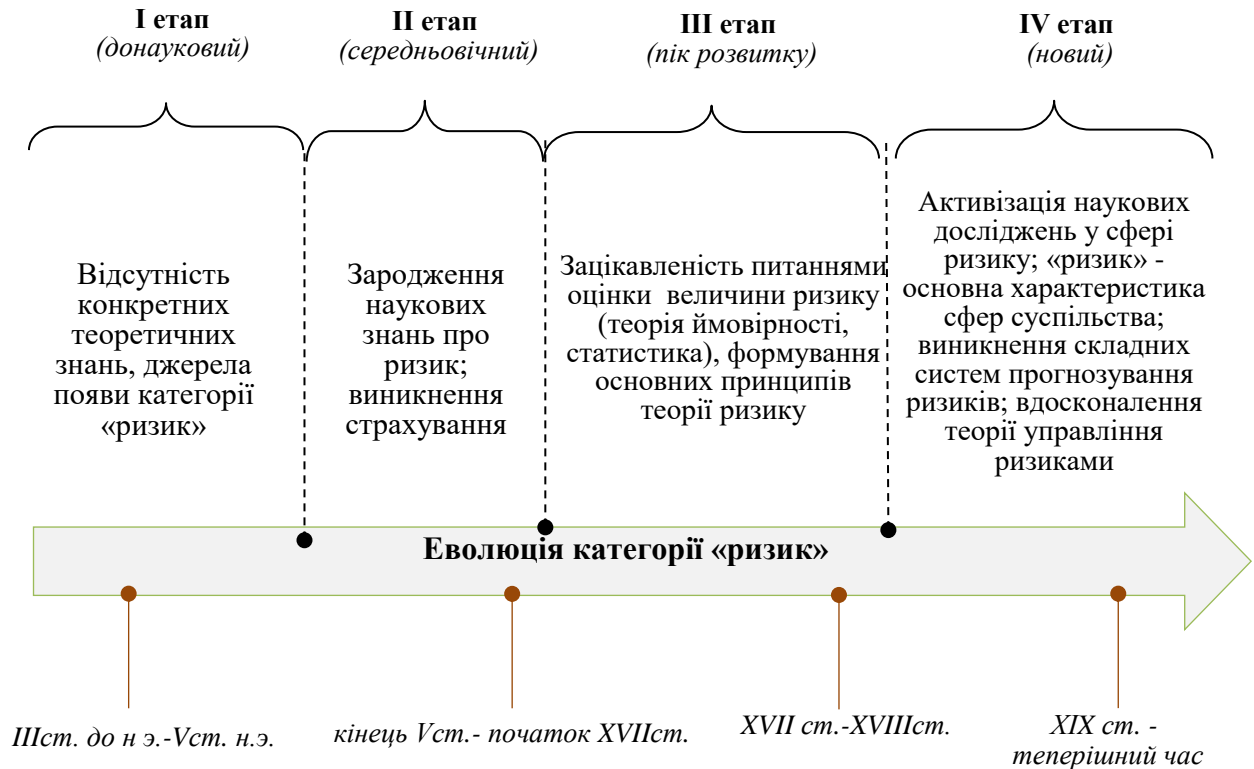 I етап
(донауковий)
II етап
(середньовічний)
III етап
(пік розвитку)
IV етап
(новий)
Відсутність
конкретних
теоретичних
знань, джерела
появи категорії
«ризик»
Зародження
наукових
знань про
ризик;
виникнення
страхування
Зацікавленість питаннями
оцінки величини ризику
(теорія ймовірності,
статистика), формування
основних принципів
теорії ризику
Активізація наукових
досліджень у сфері
ризику; «ризик» -
основна характеристика
сфер суспільства;
виникнення складних
систем прогнозування
ризиків; вдосконалення
теорії управління
ризиками
Еволюція категорії «ризик»
IIIст. до н э.-Vст. н.э.
кінець Vст.- початок XVIIст.
XVII ст.-XVIIIст.
XIX ст. -
теперішний час